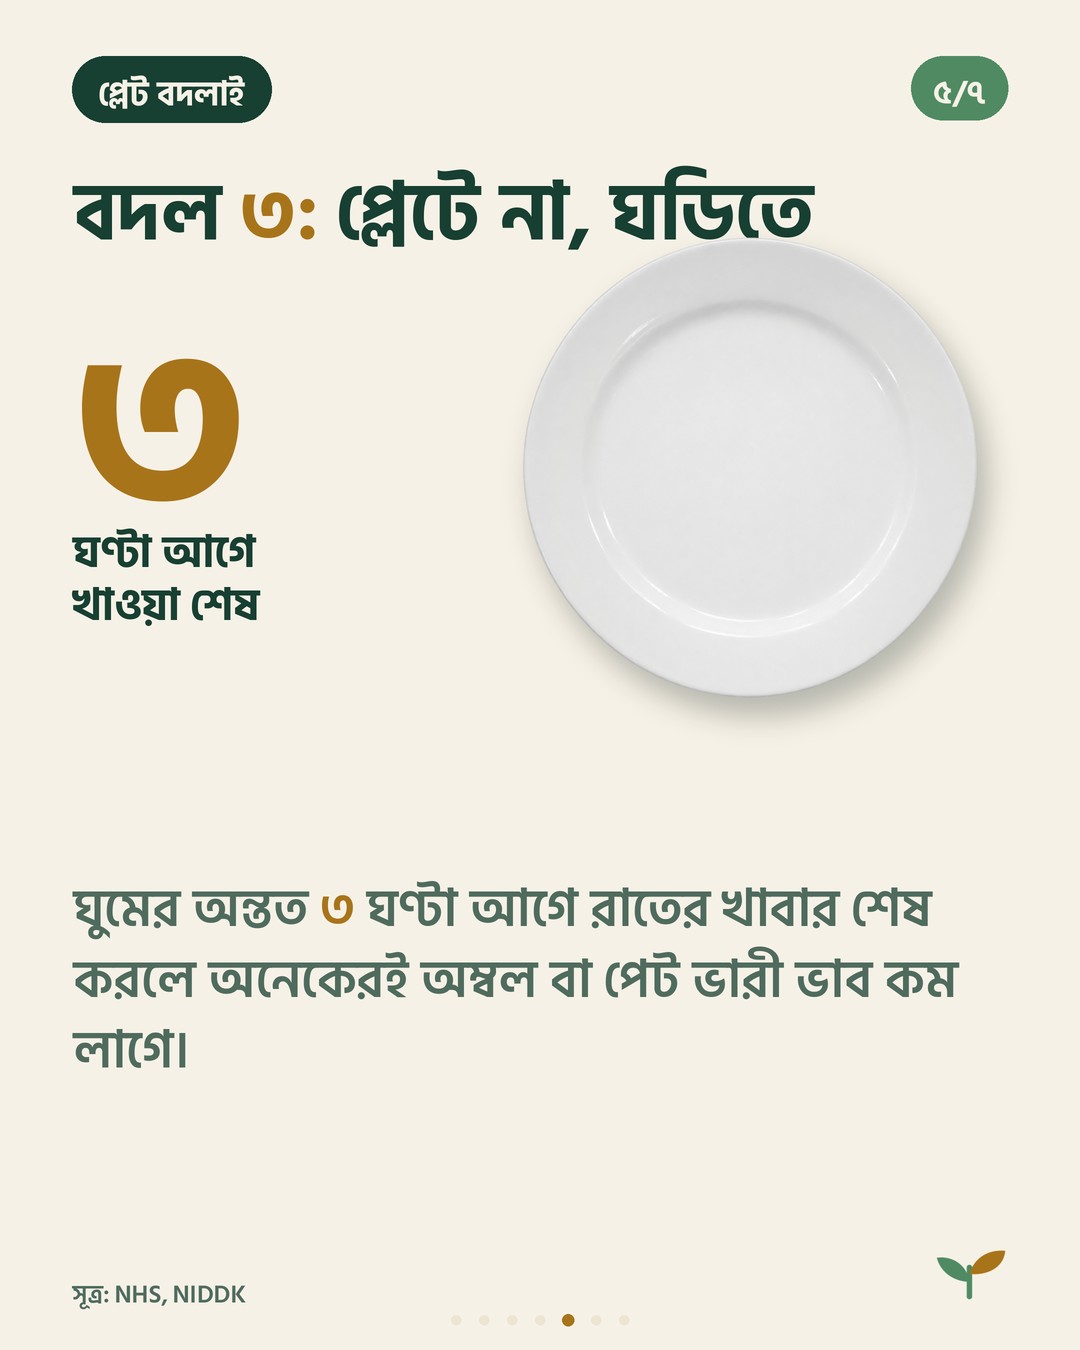 প্লেট বদলাই
৫/৭
বদল ৩: প্লেটে না, ঘডিতে
৩
ঘণ্টা আগে
খাওয়া শেষ
ঘুমের অন্তত ৩ ঘণ্টা আগে রাতের খাবার শেষ
করলে অনেকেরই অম্বল বা পেট ভারী ভাব কম
লাগে।
সূত্র: NHS, NIDDK